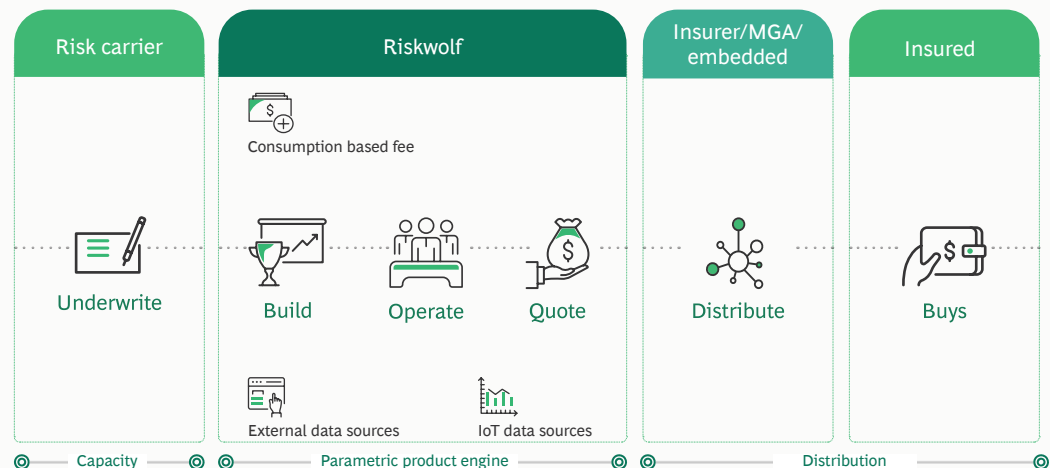 Risk carrier
Riskwolf
Insurer/MGA/
embedded
Insured
$
Consumption based fee
$
$
Underwrite
Build
Operate
Quote
Distribute
Buys
External data sources
IoT data sources
Capacity
Parametric product engine
Distribution